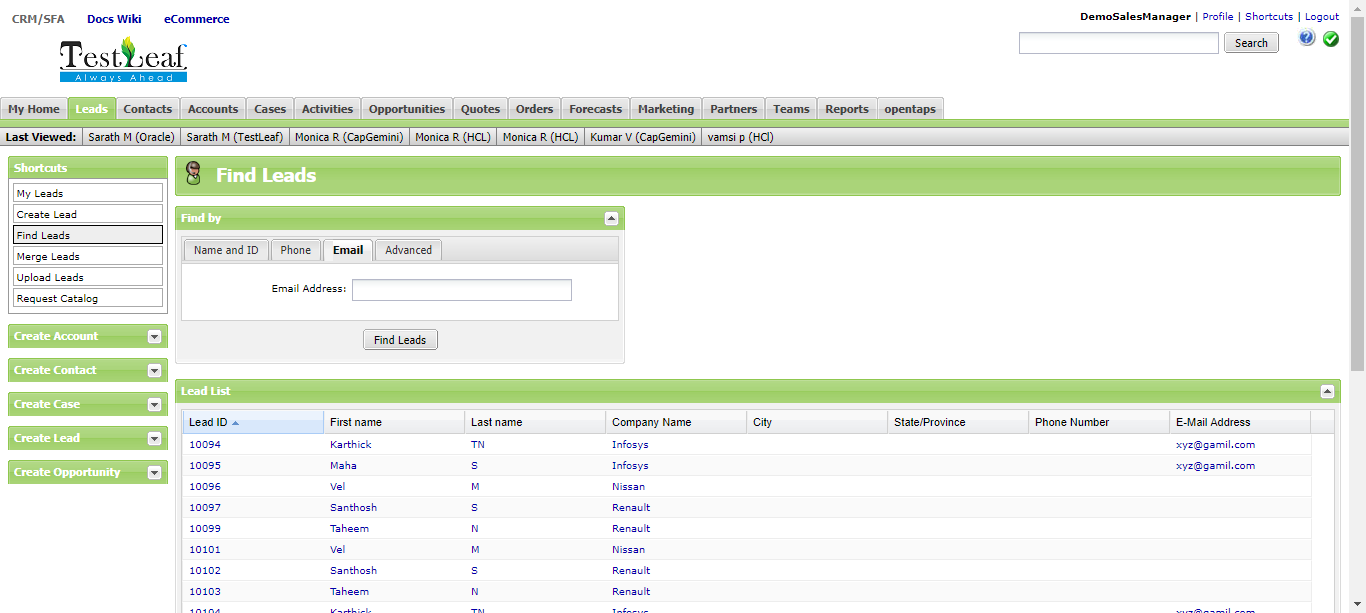 CRM/SFA Docs Wiki eCommerce
DemoSalesManager | Profile | Shortcuts | Logout
Search
TestLeaf
Always Ahead
My Home Leads Contacts Accounts Cases Activities Opportunities Quotes Orders Forecasts Marketing Partners Teams Reports opentaps
Last Viewed: Sarath M (Oracle) Sarath M (TestLeaf) Monica R (CapGemini) Monica R (HCL) Monica R (HCL) Kumar V (CapGemini) vamsi p (HCl)
Shortcuts
My Leads
Create Lead
Find Leads
Merge Leads
Upload Leads
Request Catalog
Create Account
Create Contact
Create Case
Create Lead
Create Opportunity
Find Leads
Find by
Name and ID Phone Email Advanced
Email Address:
Find Leads
Lead List
Lead ID First name Last name Company Name City State/Province Phone Number E-Mail Address
10094 Karthick TN Infosys xyz@gamil.com
10095 Maha S Infosys xyz@gamil.com
10096 Vel M Nissan
10097 Santhosh S Renault
10099 Taheem N Renault
10101 Vel M Nissan
10102 Santhosh S Renault
10103 Taheem N Renault
10104 Karthick TN Infosys xyz@gamil.com